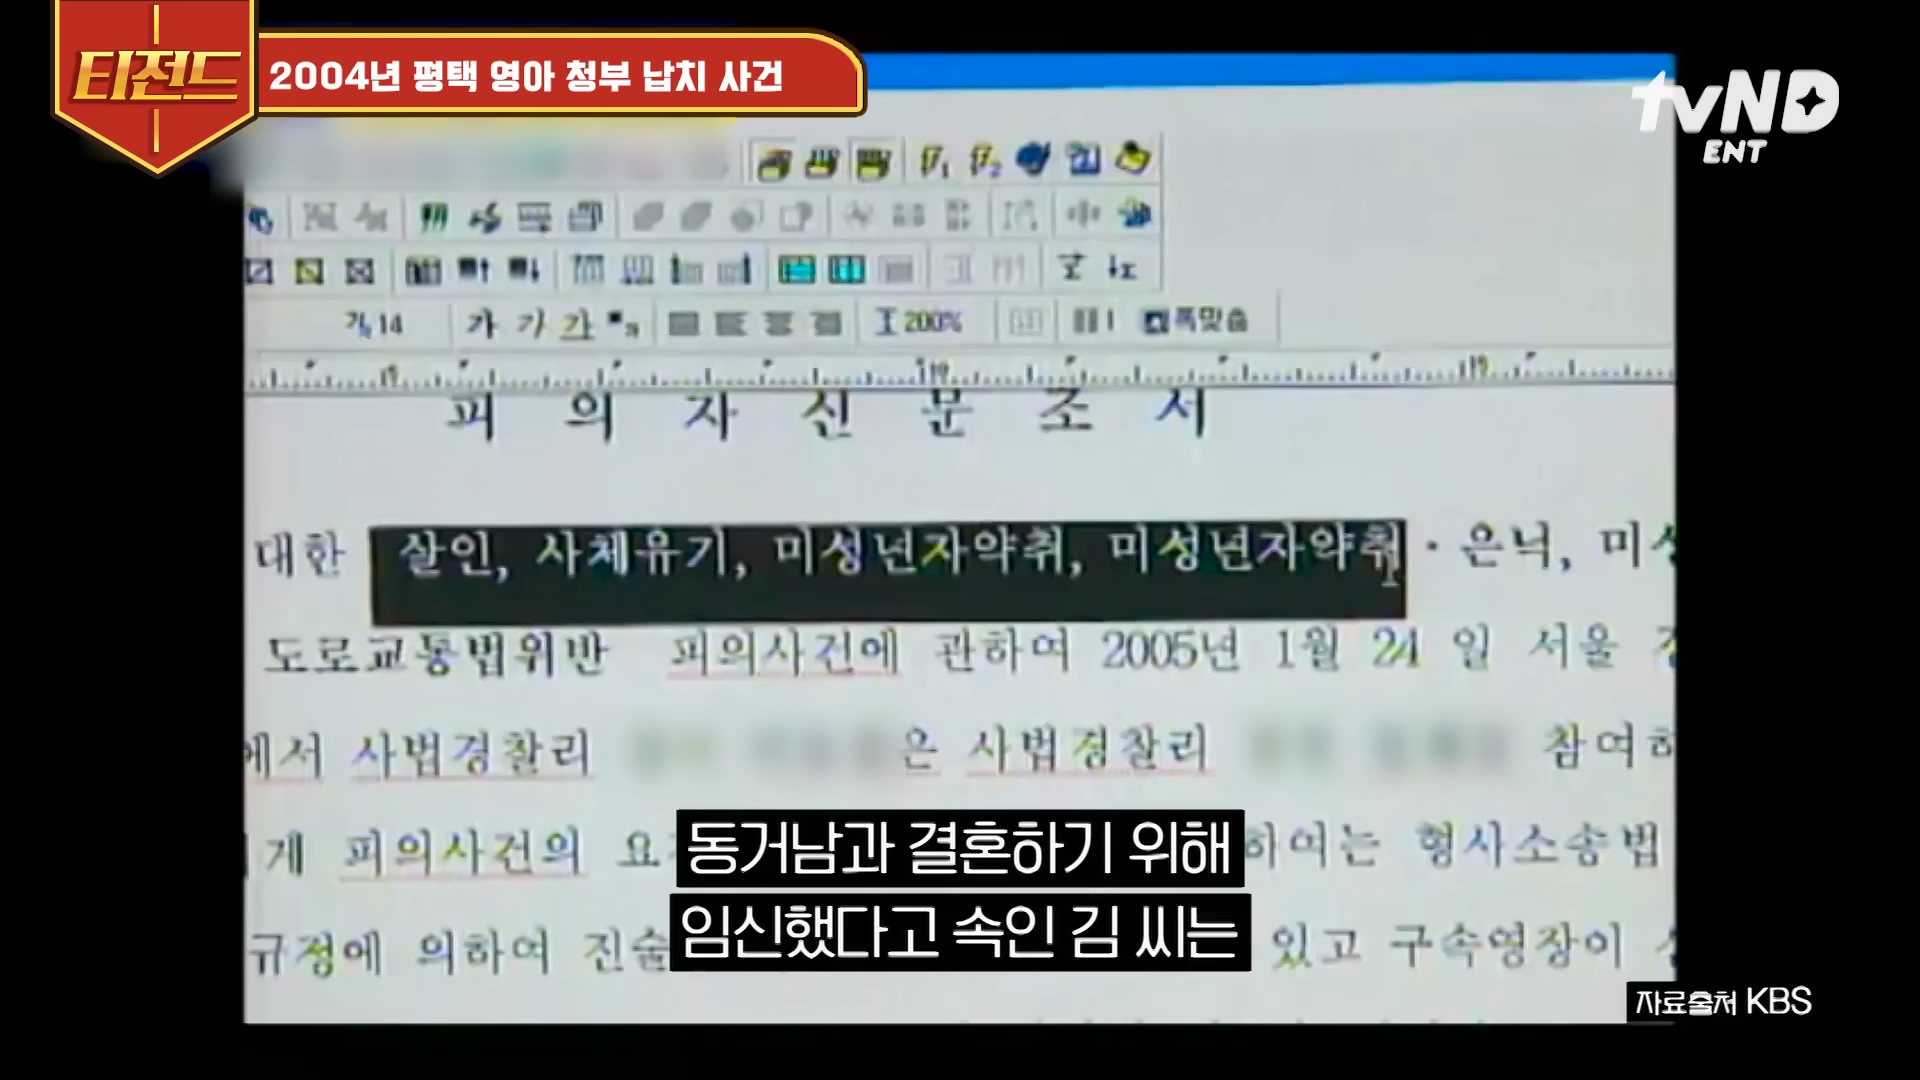 티전드
2004년 평택 영아 청부 납치 사건
tvND
ENT
가 14
가 가 가
200%
폭맞춤
피 의 자 신 문 조 서
대한 살인, 사체유기, 미성년자약취, 미성년자약취·은닉, 미성
도로교통법위반 피의사건에 관하여 2005년 1월 24일 서울
에서 사법경찰리 은 사법경찰리 참여하
게 피의사건의 요 하여는 형사소송법
규정에 의하여 진술 있고 구속영장이
동거남과 결혼하기 위해
임신했다고 속인 김 씨는
자료출처 KBS